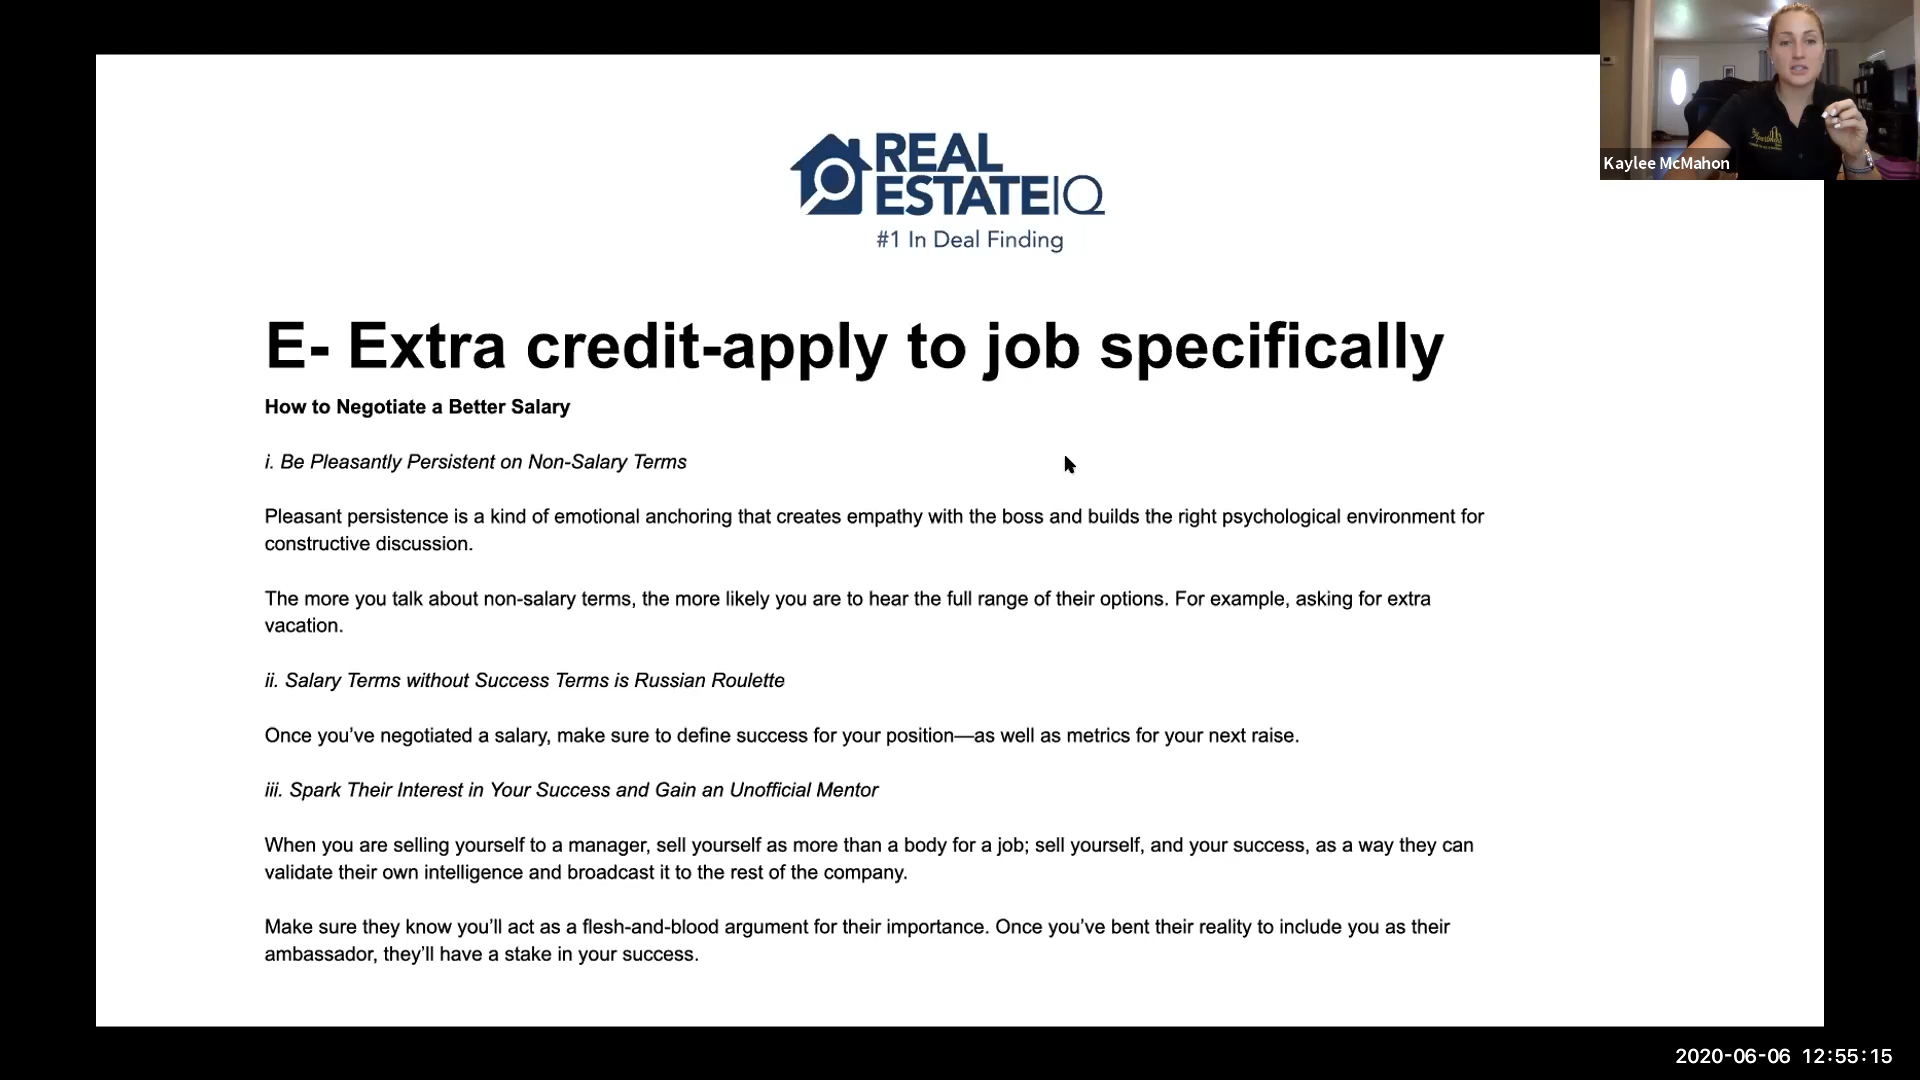 Kaylee McMahon
REAL
ESTATEIQ
#1 In Deal Finding
E- Extra credit-apply to job specifically
How to Negotiate a Better Salary
i. Be Pleasantly Persistent on Non-Salary Terms
Pleasant persistence is a kind of emotional anchoring that creates empathy with the boss and builds the right psychological environment for
constructive discussion.
The more you talk about non-salary terms, the more likely you are to hear the full range of their options. For example, asking for extra
vacation.
ii. Salary Terms without Success Terms is Russian Roulette
Once you’ve negotiated a salary, make sure to define success for your position—as well as metrics for your next raise.
iii. Spark Their Interest in Your Success and Gain an Unofficial Mentor
When you are selling yourself to a manager, sell yourself as more than a body for a job; sell yourself, and your success, as a way they can
validate their own intelligence and broadcast it to the rest of the company.
Make sure they know you’ll act as a flesh-and-blood argument for their importance. Once you’ve bent their reality to include you as their
ambassador, they’ll have a stake in your success.
2020-06-06 12:55:15